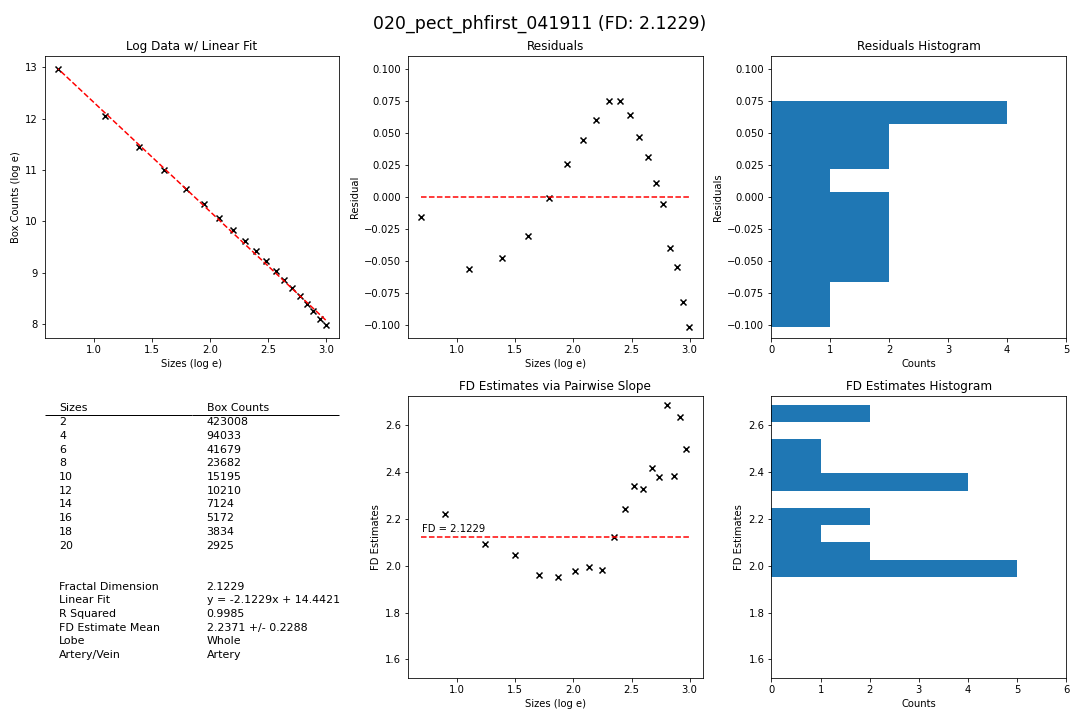 020_pect_phfirst_041911 (FD: 2.1229)
Log Data w/ Linear Fit
13
12
11
10
9
8
Box Counts (log e)
1.0 1.5 2.0 2.5 3.0
Sizes (log e)
Residuals
0.100
0.075
0.050
0.025
0.000
−0.025
−0.050
−0.075
−0.100
Residual
1.0 1.5 2.0 2.5 3.0
Sizes (log e)
Residuals Histogram
0.100
0.075
0.050
0.025
0.000
−0.025
−0.050
−0.075
−0.100
Residuals
0 1 2 3 4 5
Counts
Sizes Box Counts
2 423008
4 94033
6 41679
8 23682
10 15195
12 10210
14 7124
16 5172
18 3834
20 2925
Fractal Dimension 2.1229
Linear Fit y = -2.1229x + 14.4421
R Squared 0.9985
FD Estimate Mean 2.2371 +/- 0.2288
Lobe Whole
Artery/Vein Artery
FD Estimates via Pairwise Slope
2.6
2.4
2.2
2.0
1.8
1.6
FD Estimates
FD = 2.1229
1.0 1.5 2.0 2.5 3.0
Sizes (log e)
FD Estimates Histogram
2.6
2.4
2.2
2.0
1.8
1.6
FD Estimates
0 1 2 3 4 5 6
Counts